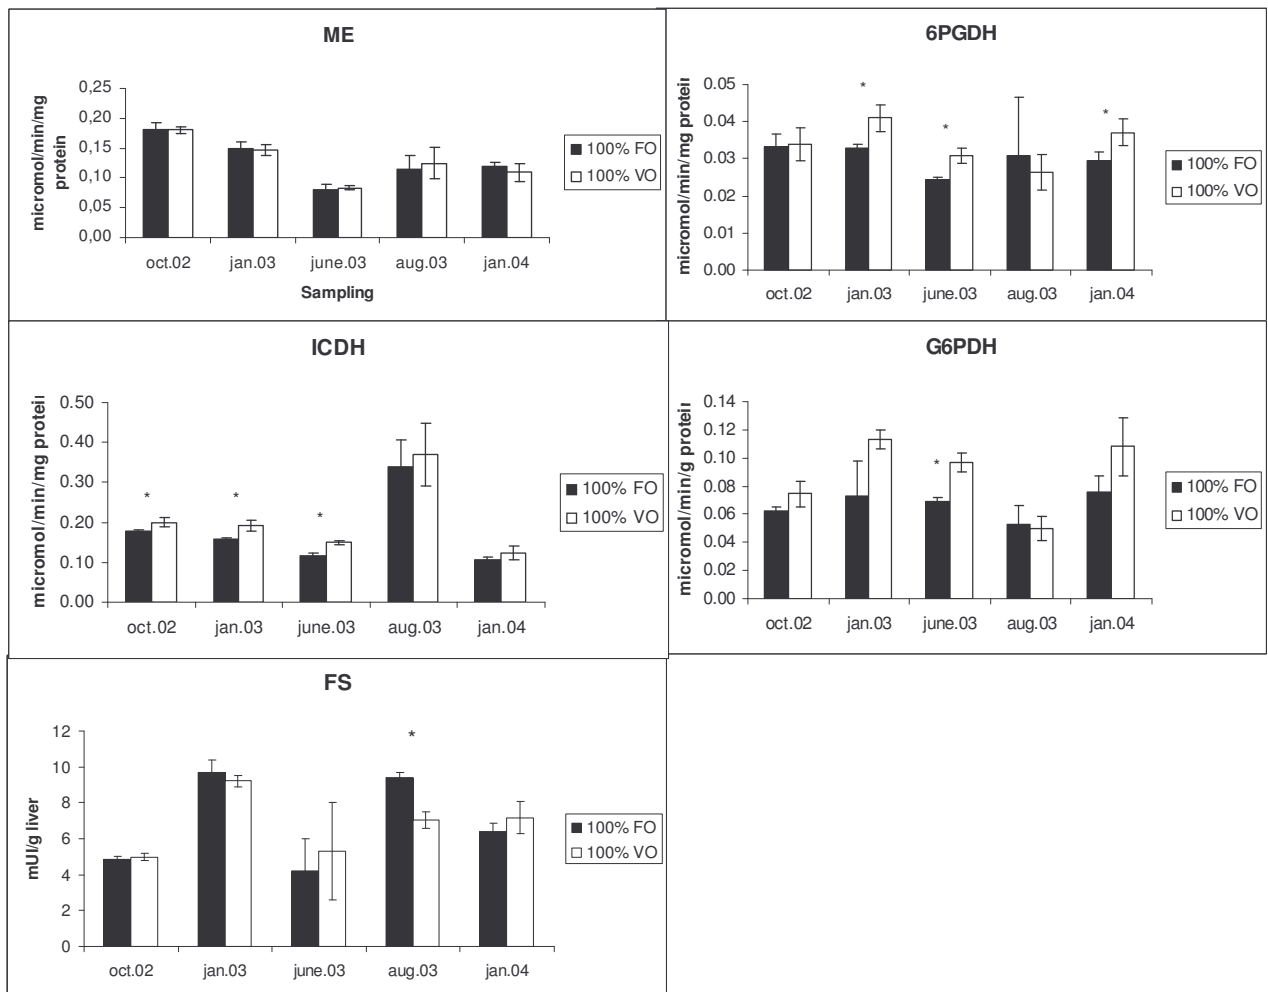 ME
micromol/min/mg
protein
0,25
0,20
0,15
0,10
0,05
0,00
oct.02 jan.03 june.03 aug.03 jan.04
Sampling
100% FO
100% VO
6PGDH
micromol/min/mg protein
0.05
*
*
*
0.04
0.03
0.02
0.01
0.00
oct.02 jan.03 june.03 aug.03 jan.04
100% FO
100% VO
ICDH
micromol/min/mg protein
0.50
0.40
0.30
* *
*
0.20
0.10
0.00
oct.02 jan.03 june.03 aug.03 jan.04
100% FO
100% VO
G6PDH
micromol/min/g protein
0.14
0.12
0.10
*
0.08
0.06
0.04
0.02
0.00
oct.02 jan.03 june.03 aug.03 jan.04
100% FO
100% VO
FS
mUI/g liver
12
*
10
8
6
4
2
0
oct.02 jan.03 june.03 aug.03 jan.04
100% FO
100% VO